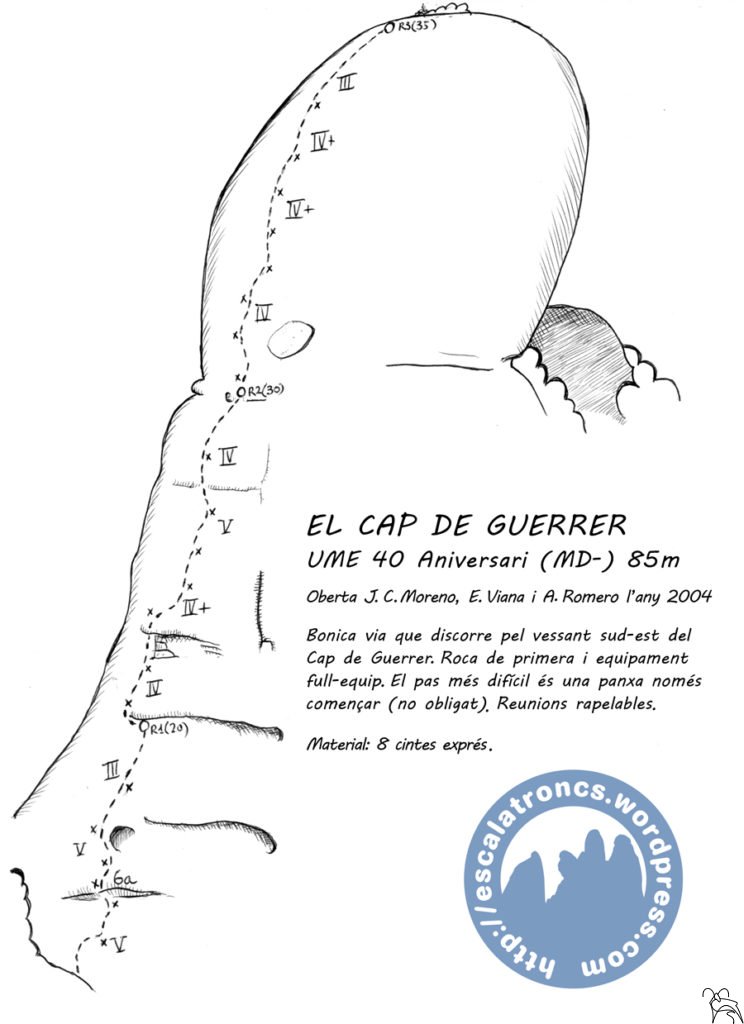 R3(35)
III
IV+
IV+
IV
R2(30)
IV
EL CAP DE GUERRER
V
UME 40 Aniversari (MD-) 85m
Oberta J. C. Moreno, E. Viana i A. Romero l'any 2004
IV+
Bonica via que discorre pel vessant sud-est del
Cap de Guerrer. Roca de primera i equipament
full-equip. El pas més difícil és una panxa només
començar (no obligat). Reunions rapelables.
IV
R1(20)
Material: 8 cintes exprés.
III
V
6a
V
http://escalatroncs.wordpress.com